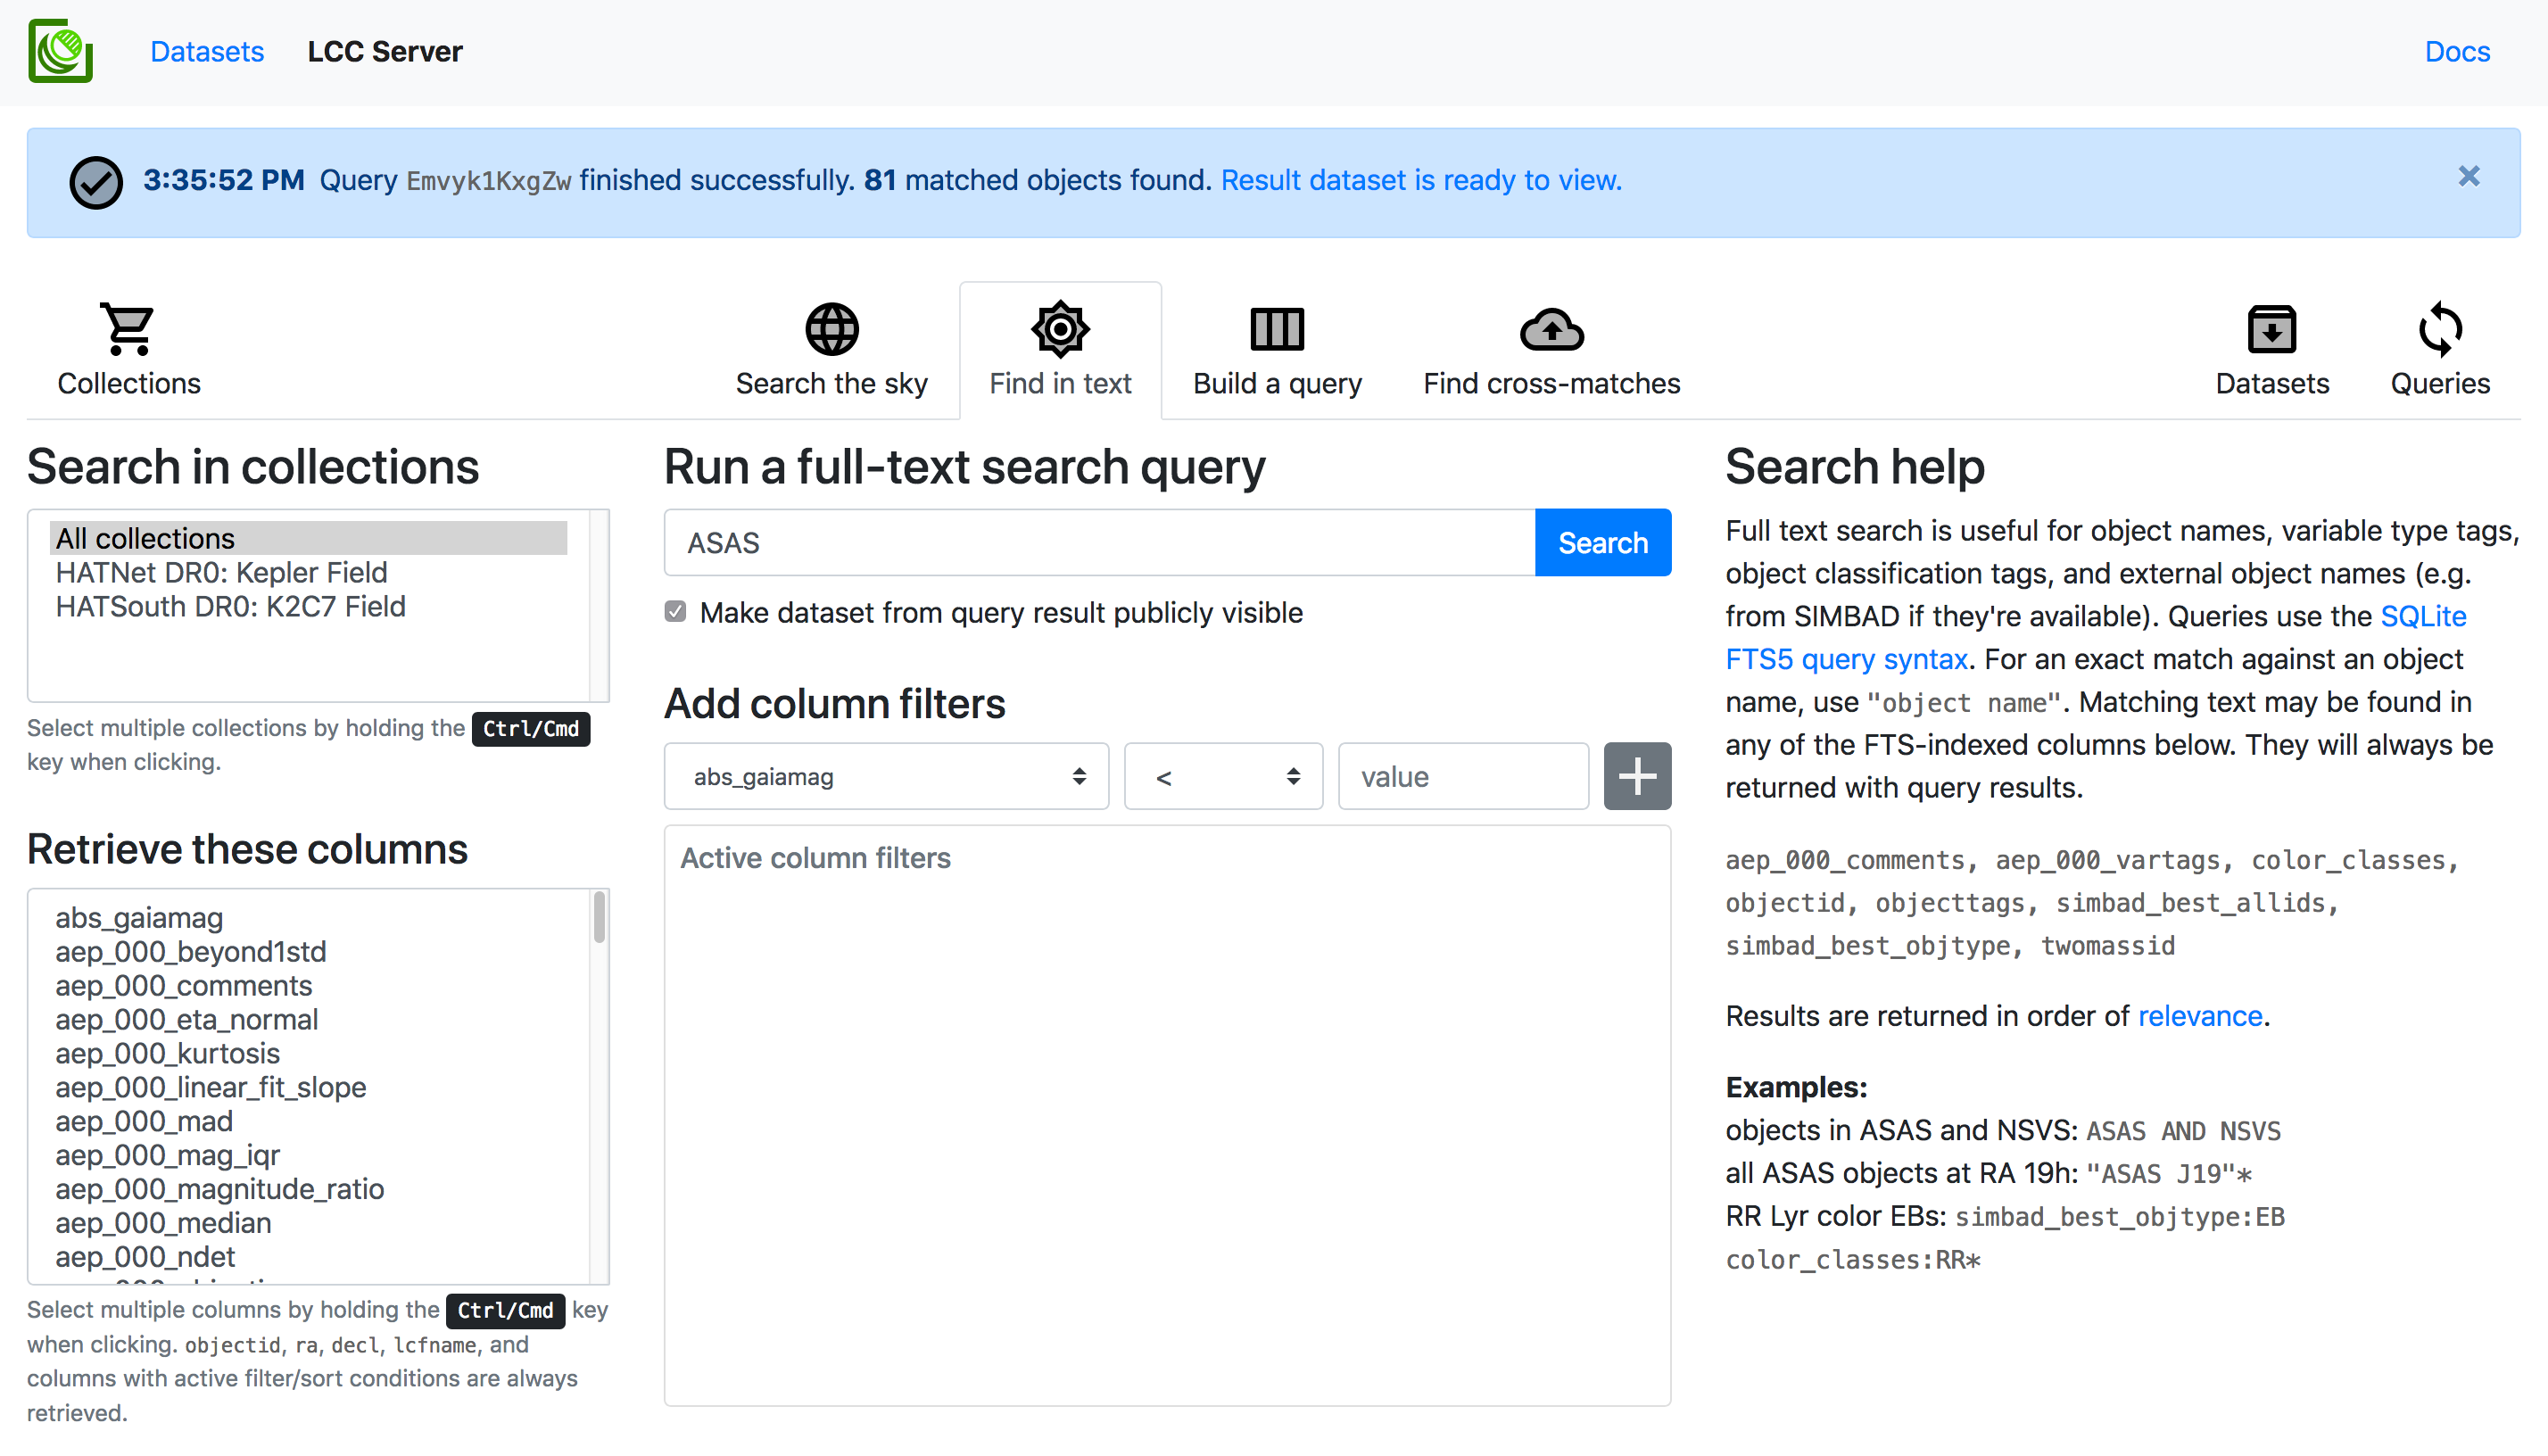 Datasets LCC Server Docs
3:35:52 PM Query Emvyk1KxgZw finished successfully. 81 matched objects found. Result dataset is ready to view. ×
Collections Search the sky Find in text Build a query Find cross-matches Datasets Queries
Search in collections
All collections
HATNet DR0: Kepler Field
HATSouth DR0: K2C7 Field
Select multiple collections by holding the Ctrl/Cmd
key when clicking.
Retrieve these columns
abs_gaiamag
aep_000_beyond1std
aep_000_comments
aep_000_eta_normal
aep_000_kurtosis
aep_000_linear_fit_slope
aep_000_mad
aep_000_mag_iqr
aep_000_magnitude_ratio
aep_000_median
aep_000_ndet
Select multiple columns by holding the Ctrl/Cmd key
when clicking. objectid, ra, decl, lcfname, and
columns with active filter/sort conditions are always
retrieved.
Run a full-text search query
ASAS Search
Make dataset from query result publicly visible
Add column filters
abs_gaiamag < value
Active column filters
Search help
Full text search is useful for object names, variable type tags,
object classification tags, and external object names (e.g.
from SIMBAD if they're available). Queries use the SQLite
FTS5 query syntax. For an exact match against an object
name, use "object name". Matching text may be found in
any of the FTS-indexed columns below. They will always be
returned with query results.
aep_000_comments, aep_000_vartags, color_classes,
objectid, objecttags, simbad_best_allids,
simbad_best_objtype, twomassid
Results are returned in order of relevance.
Examples:
objects in ASAS and NSVS: ASAS AND NSVS
all ASAS objects at RA 19h: "ASAS J19"*
RR Lyr color EBs: simbad_best_objtype:EB
color_classes:RR*